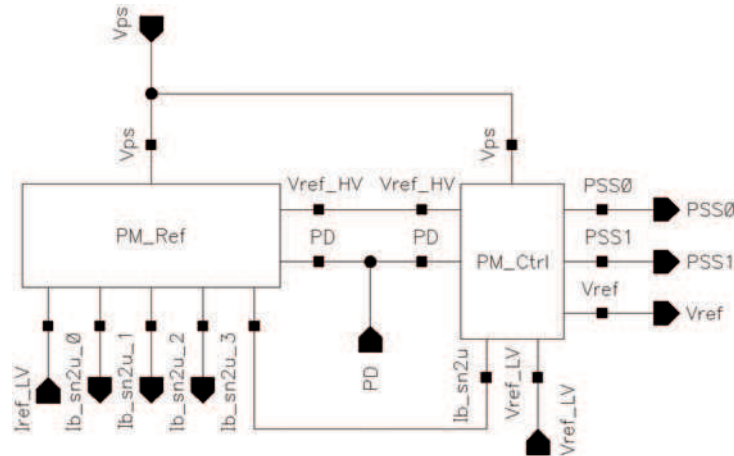 Vps
Vps
Vps
Vref_HV
Vref_HV
PSS0
PSS0
PM_Ref
PD
PD
PSS1
PM_Ctrl
PSS1
Vref
Vref
Iref_LV
Ib_sn2u_0
Ib_sn2u_1
Ib_sn2u_2
Ib_sn2u_3
PD
Ib_sn2u
Vref_LV
Vref_LV